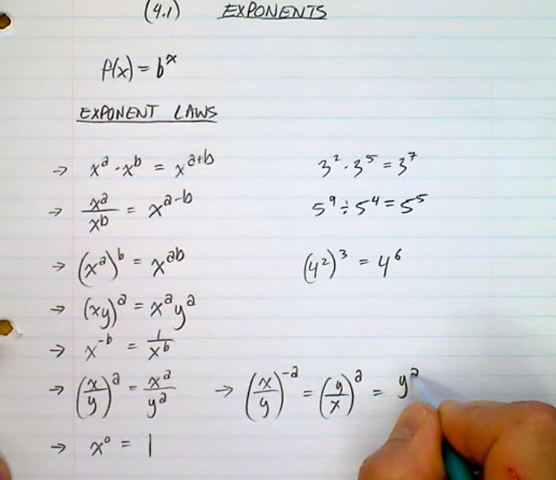 (4.1) EXPONENTS
f(x) = b^x
EXPONENT LAWS
→ x^a · x^b = x^{a+b} 3^2 · 3^5 = 3^7
→ x^a / x^b = x^{a-b} 5^9 ÷ 5^4 = 5^5
→ (x^a)^b = x^{ab} (4^2)^3 = 4^6
→ (xy)^a = x^a y^a
→ x^{-b} = 1 / x^b
→ (x/y)^a = x^a / y^a → (x/y)^{-a} = (y/x)^a = y^a
→ x^0 = 1